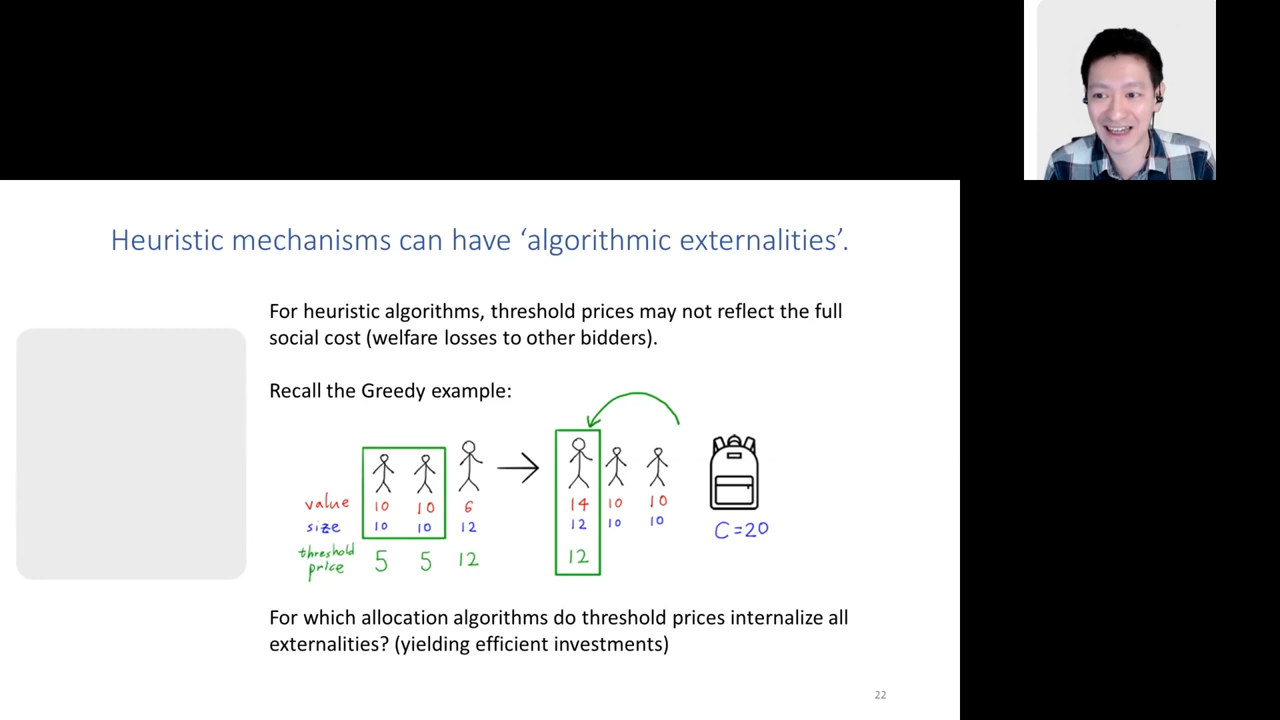 Heuristic mechanisms can have ‘algorithmic externalities’.
For heuristic algorithms, threshold prices may not reflect the full
social cost (welfare losses to other bidders).
Recall the Greedy example:
value 10 10 6 14 10 10
size 10 10 12 12 10 10
threshold
price 5 5 12 12
C=20
For which allocation algorithms do threshold prices internalize all
externalities? (yielding efficient investments)
22